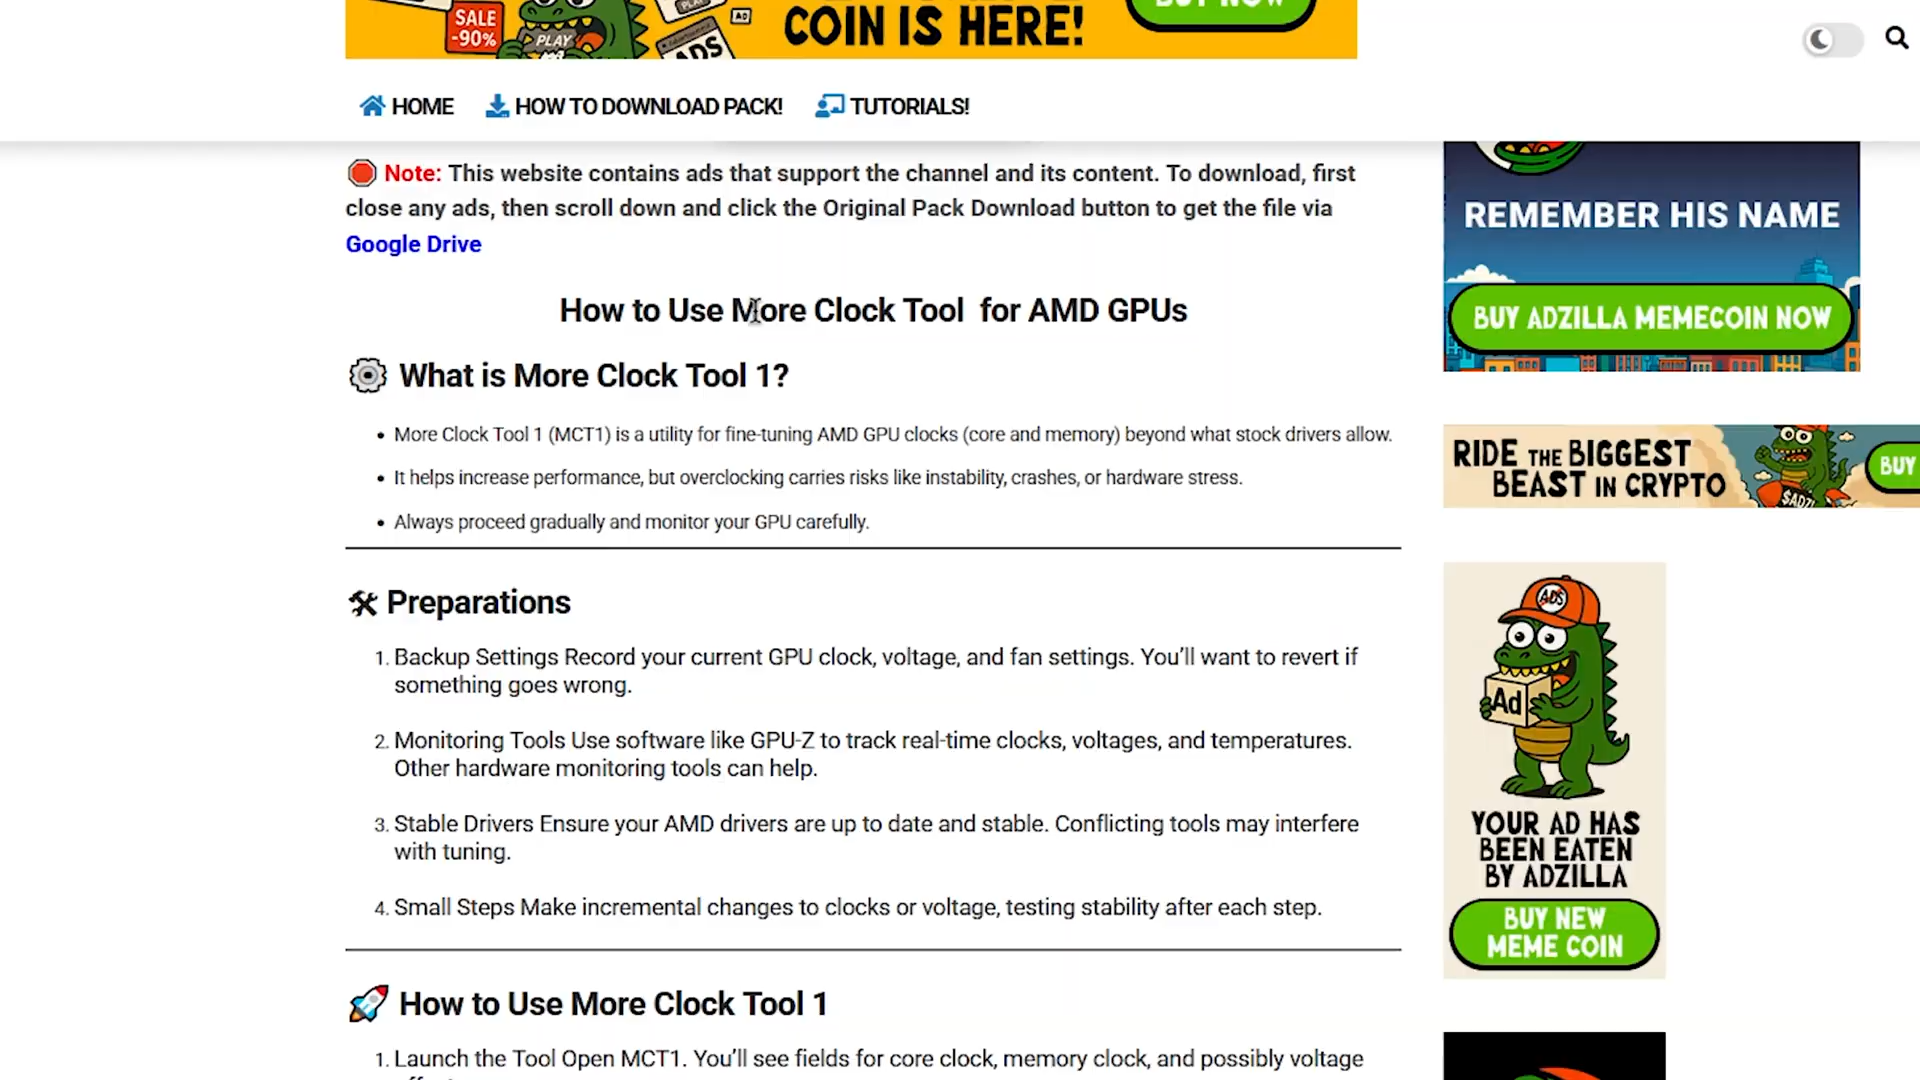 SALE
-90%
PLAY
ADS
AD
COIN IS HERE!
BUY NOW
HOME
HOW TO DOWNLOAD PACK!
TUTORIALS!
Note: This website contains ads that support the channel and its content. To download, first
close any ads, then scroll down and click the Original Pack Download button to get the file via
Google Drive
How to Use More Clock Tool for AMD GPUs
What is More Clock Tool 1?
• More Clock Tool 1 (MCT1) is a utility for fine-tuning AMD GPU clocks (core and memory) beyond what stock drivers allow.
• It helps increase performance, but overclocking carries risks like instability, crashes, or hardware stress.
• Always proceed gradually and monitor your GPU carefully.
Preparations
1. Backup Settings Record your current GPU clock, voltage, and fan settings. You'll want to revert if
something goes wrong.
2. Monitoring Tools Use software like GPU-Z to track real-time clocks, voltages, and temperatures.
Other hardware monitoring tools can help.
3. Stable Drivers Ensure your AMD drivers are up to date and stable. Conflicting tools may interfere
with tuning.
4. Small Steps Make incremental changes to clocks or voltage, testing stability after each step.
How to Use More Clock Tool 1
1. Launch the Tool Open MCT1. You'll see fields for core clock, memory clock, and possibly voltage
REMEMBER HIS NAME
BUY ADZILLA MEMECOIN NOW
RIDE THE BIGGEST
BEAST IN CRYPTO
BUY
ADS
Ad
YOUR AD HAS
BEEN EATEN
BY ADZILLA
BUY NEW
MEME COIN